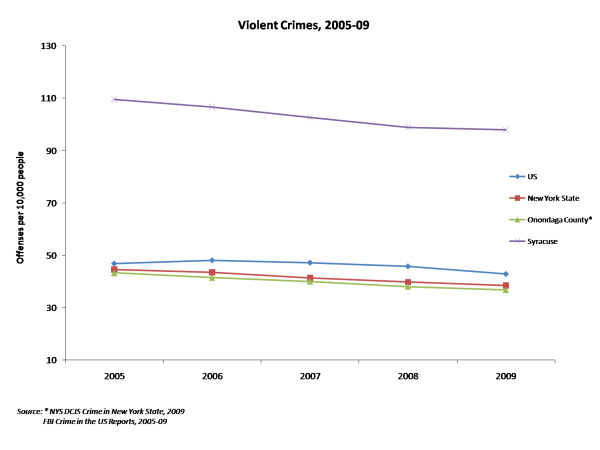 Violent Crimes, 2005-09
130
110
90
70
50
30
10
Offenses per 10,000 people
2005 2006 2007 2008 2009
US
New York State
Onondaga County*
Syracuse
Source: * NYS DCJS Crime in New York State, 2009
FBI Crime in the US Reports, 2005-09